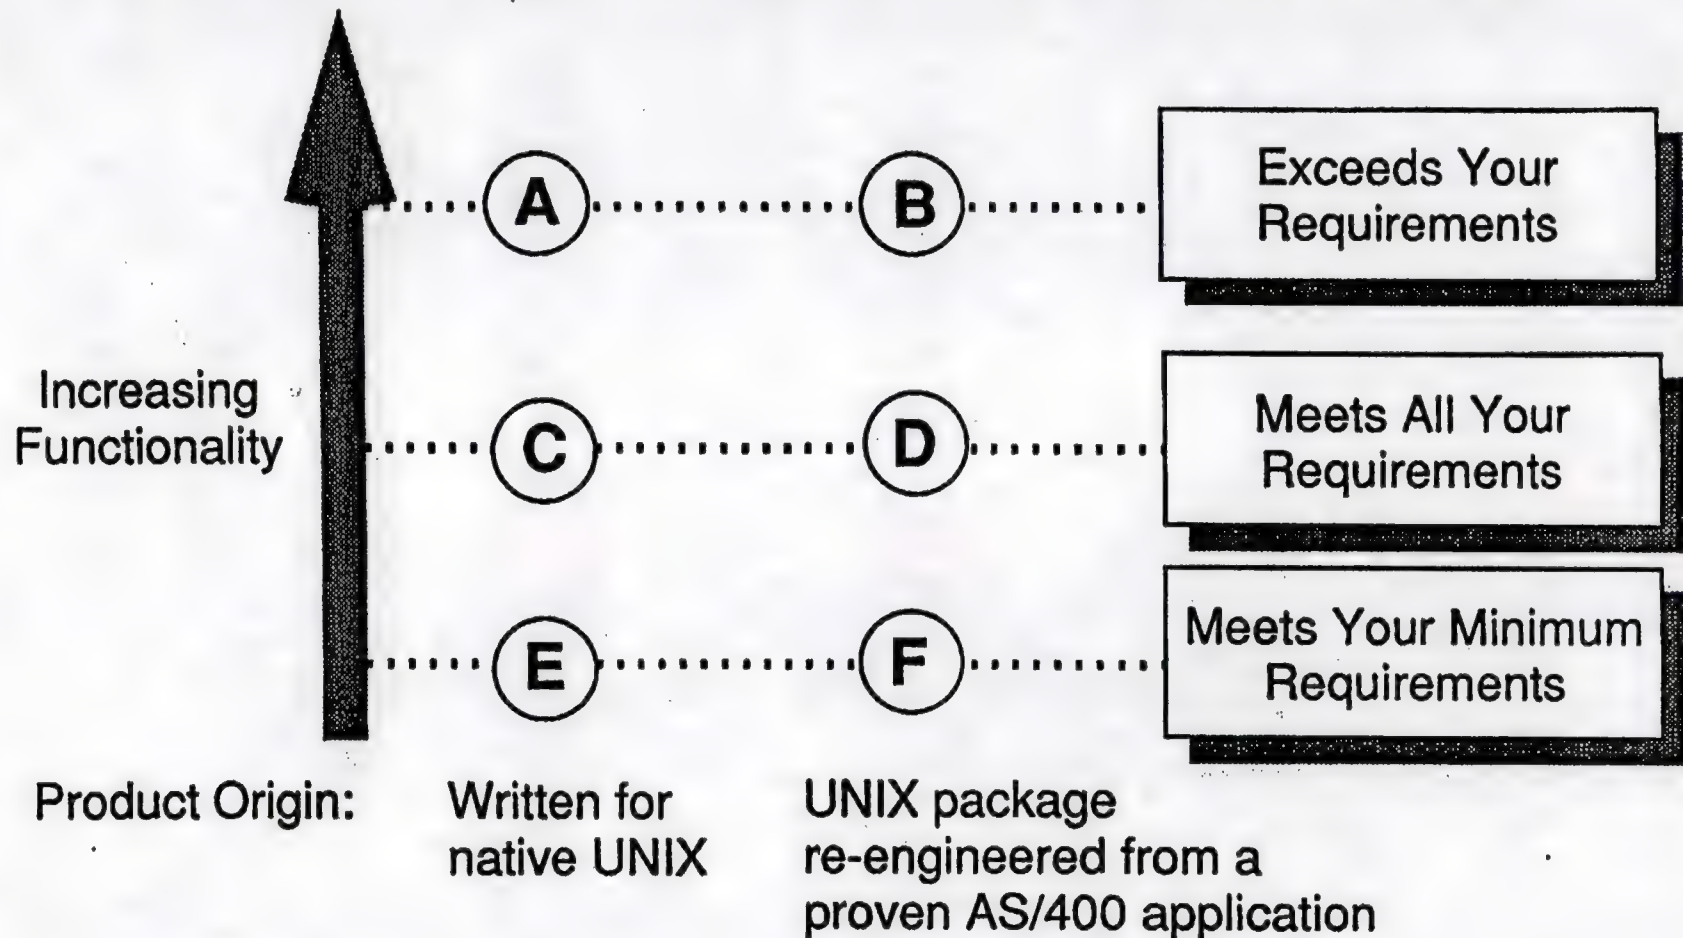 A
B
Exceeds Your
Requirements
Increasing
Functionality
C
D
Meets All Your
Requirements
E
F
Meets Your Minimum
Requirements
Product Origin:
Written for
native UNIX
UNIX package
re-engineered from a
proven AS/400 application